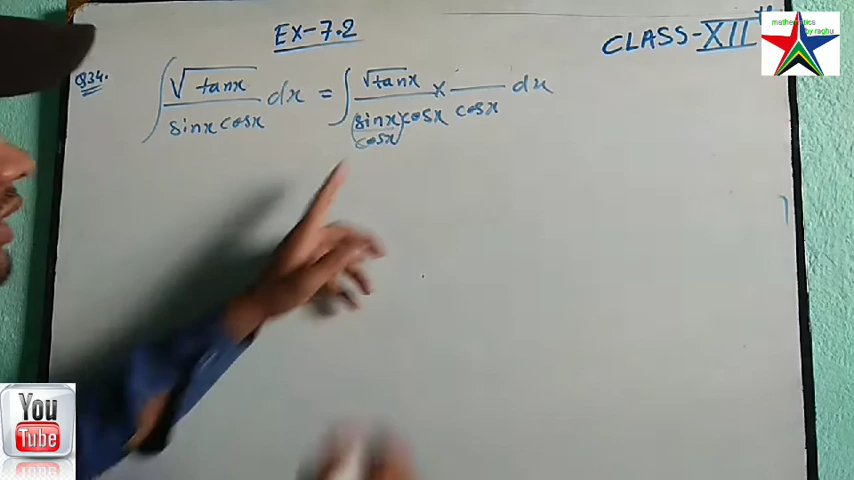 EX-7.2
CLASS-XII th
mathematics
by raghu
Q34. ∫ √tanx / sinx cosx dx = ∫ √tanx / (sinx/cosx) cosx × — / cosx dx
You
Tube